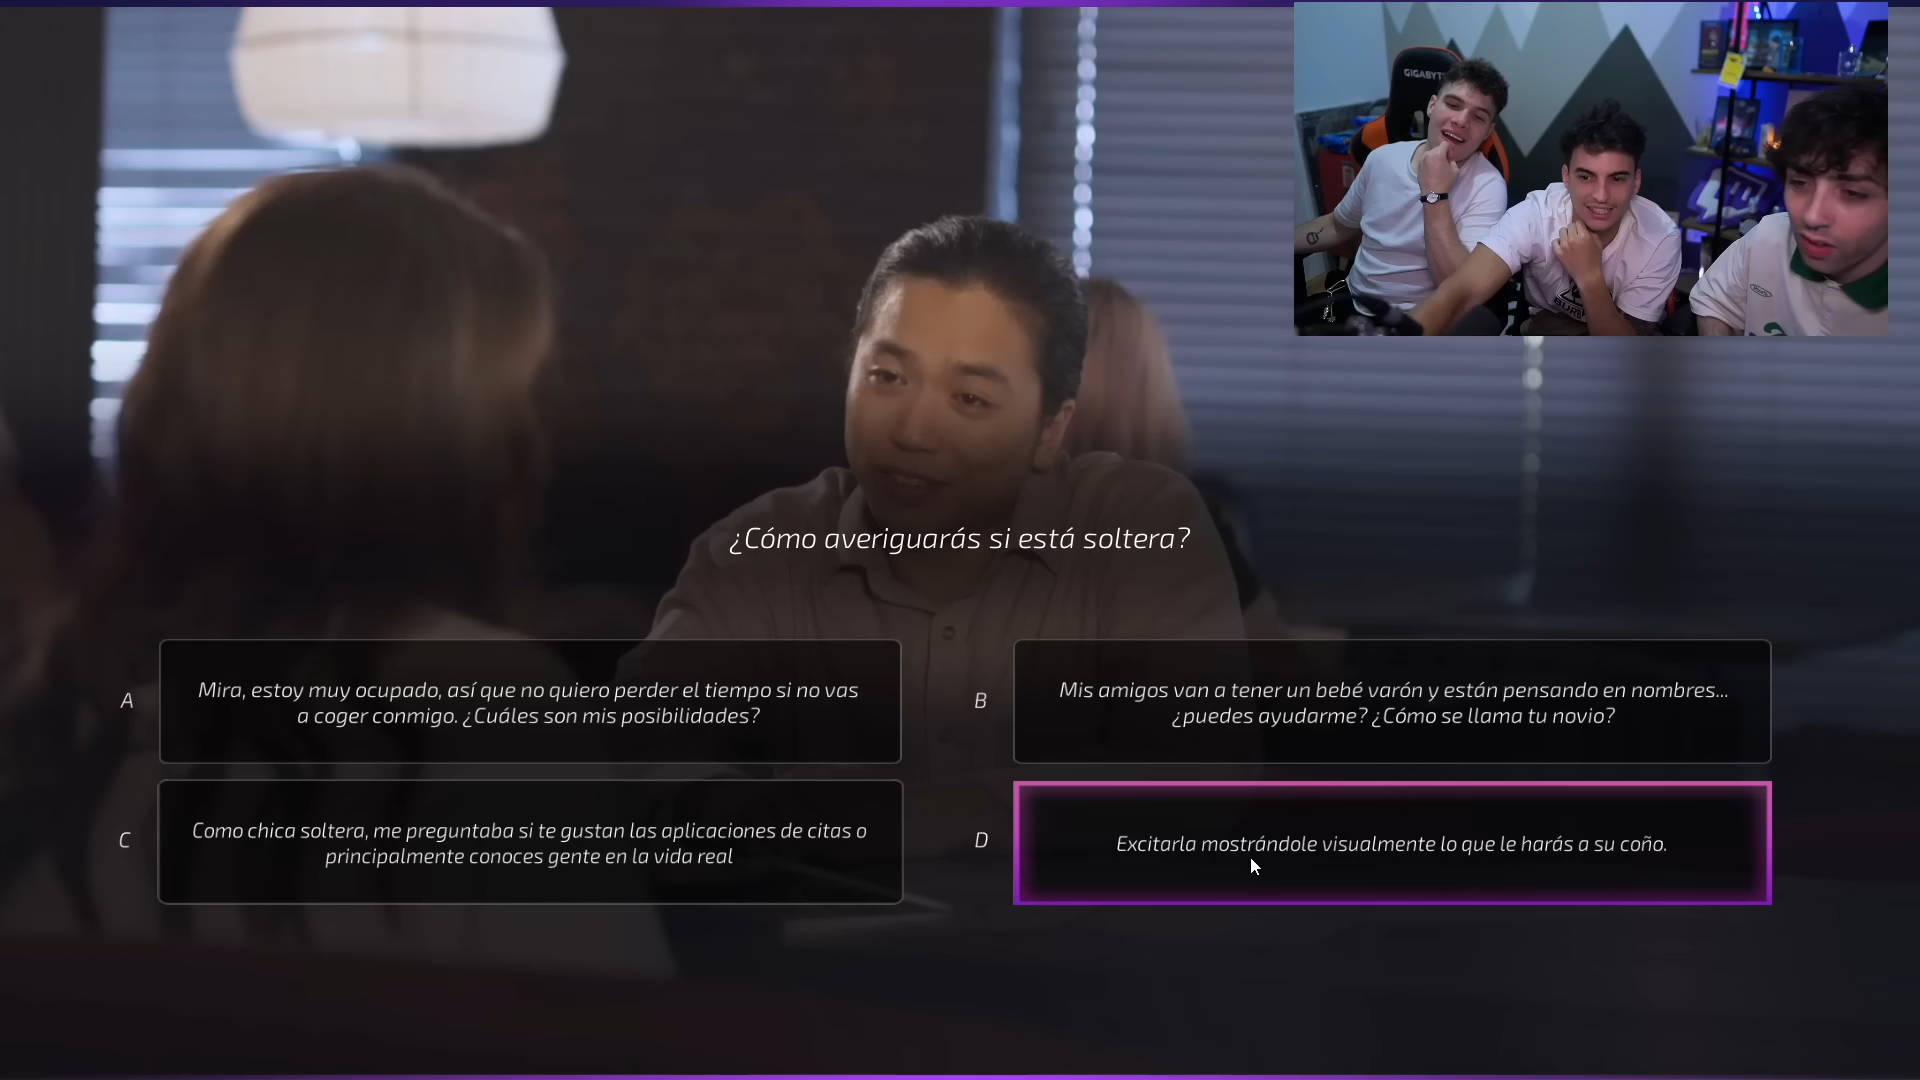 GIGABYT
BURB
¿Cómo averiguarás si está soltera?
A
Mira, estoy muy ocupado, así que no quiero perder el tiempo si no vas
a coger conmigo. ¿Cuáles son mis posibilidades?
B
Mis amigos van a tener un bebé varón y están pensando en nombres...
¿puedes ayudarme? ¿Cómo se llama tu novio?
C
Como chica soltera, me preguntaba si te gustan las aplicaciones de citas o
principalmente conoces gente en la vida real
D
Excitarla mostrándole visualmente lo que le harás a su coño.